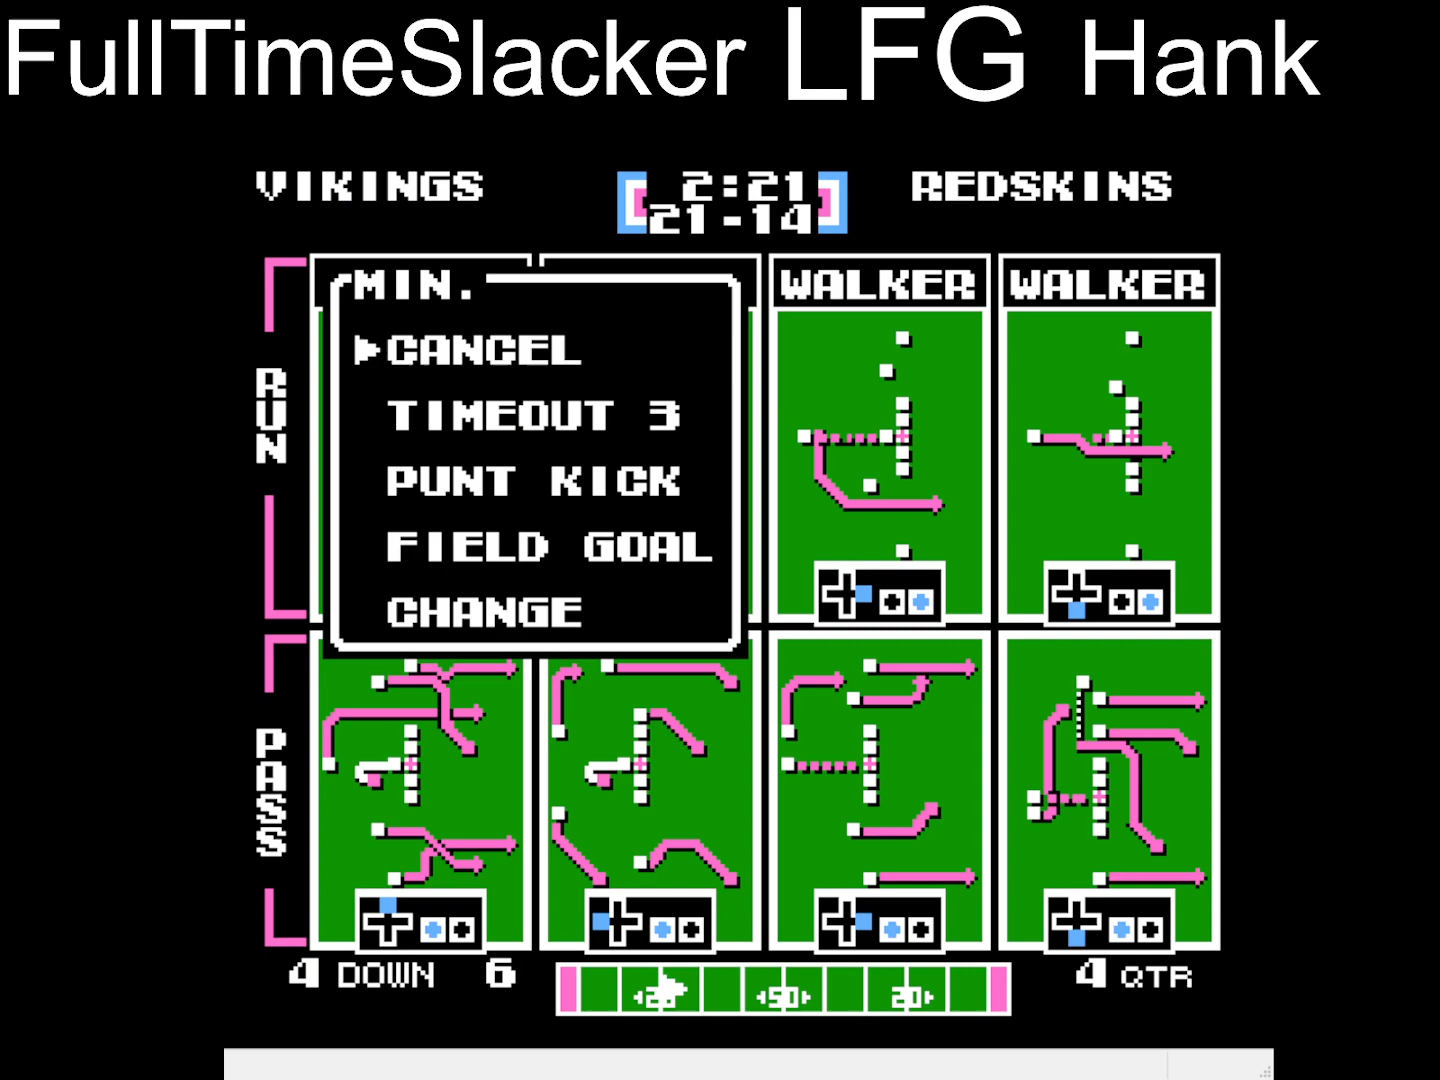 FullTimeSlacker LFG Hank
VIKINGS 2:21 REDSKINS
21-14
MIN.
CANCEL
TIMEOUT 3
PUNT KICK
FIELD GOAL
CHANGE
WALKER WALKER
RUN
PASS
4 DOWN 6
20 50 20
4 QTR